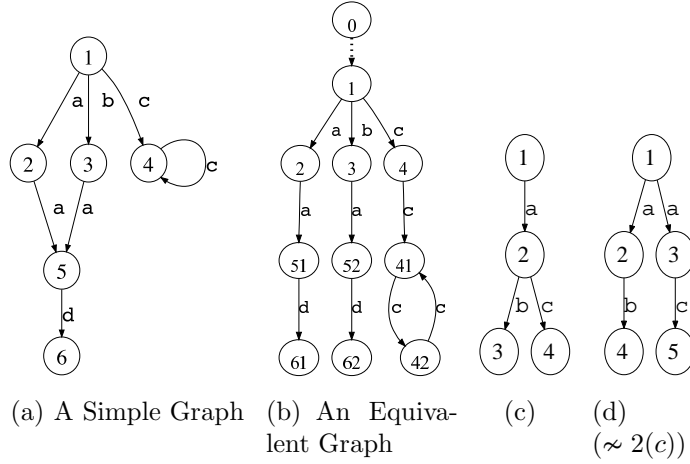 0
1
1
a
b
c
a
b
c
2
3
4
c
2
3
4
1
1
a
a
a
a
c
a
a
a
5
51
52
41
2
2
3
d
d
d
c
c
b
c
b
c
6
61
62
42
3
4
4
5
(a) A Simple Graph
(b) An Equiva-
lent Graph
(c)
(d)
(≁ 2(c))